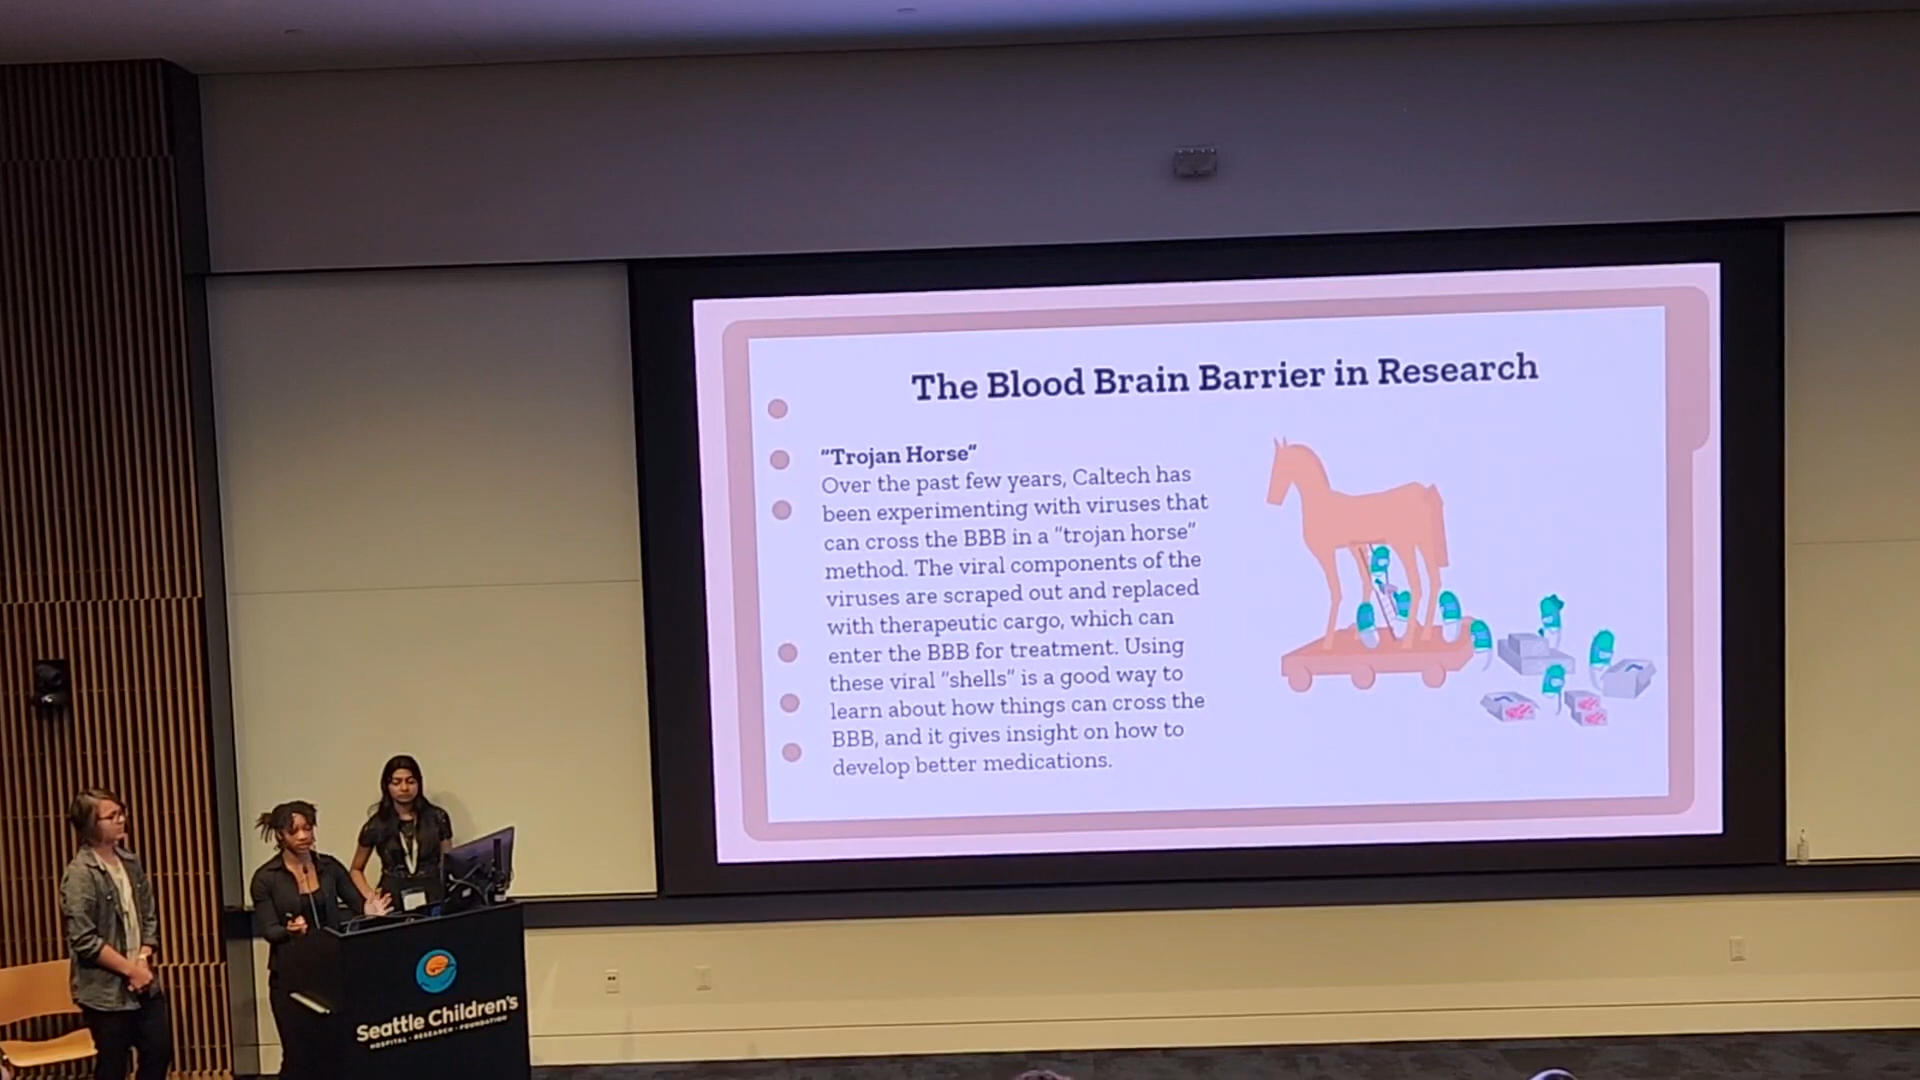 The Blood Brain Barrier in Research
"Trojan Horse"
Over the past few years, Caltech has
been experimenting with viruses that
can cross the BBB in a "trojan horse"
method. The viral components of the
viruses are scraped out and replaced
with therapeutic cargo, which can
enter the BBB for treatment. Using
these viral "shells" is a good way to
learn about how things can cross the
BBB, and it gives insight on how to
develop better medications.
Seattle Children's
HOSPITAL • RESEARCH • FOUNDATION